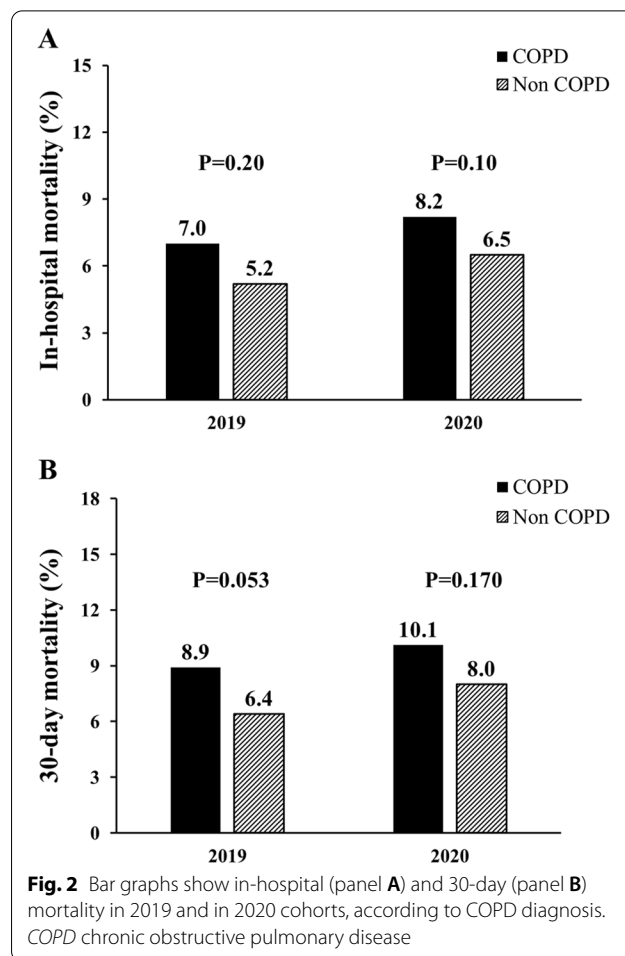 A
COPD
Non COPD
In-hospital mortality (%)
15
12
9
6
3
0
P=0.20
P=0.10
7.0
5.2
8.2
6.5
2019
2020
B
COPD
Non COPD
30-day mortality (%)
18
15
12
9
6
3
0
P=0.053
P=0.170
8.9
6.4
10.1
8.0
2019
2020
Fig. 2 Bar graphs show in-hospital (panel A) and 30-day (panel B)
mortality in 2019 and in 2020 cohorts, according to COPD diagnosis.
COPD chronic obstructive pulmonary disease